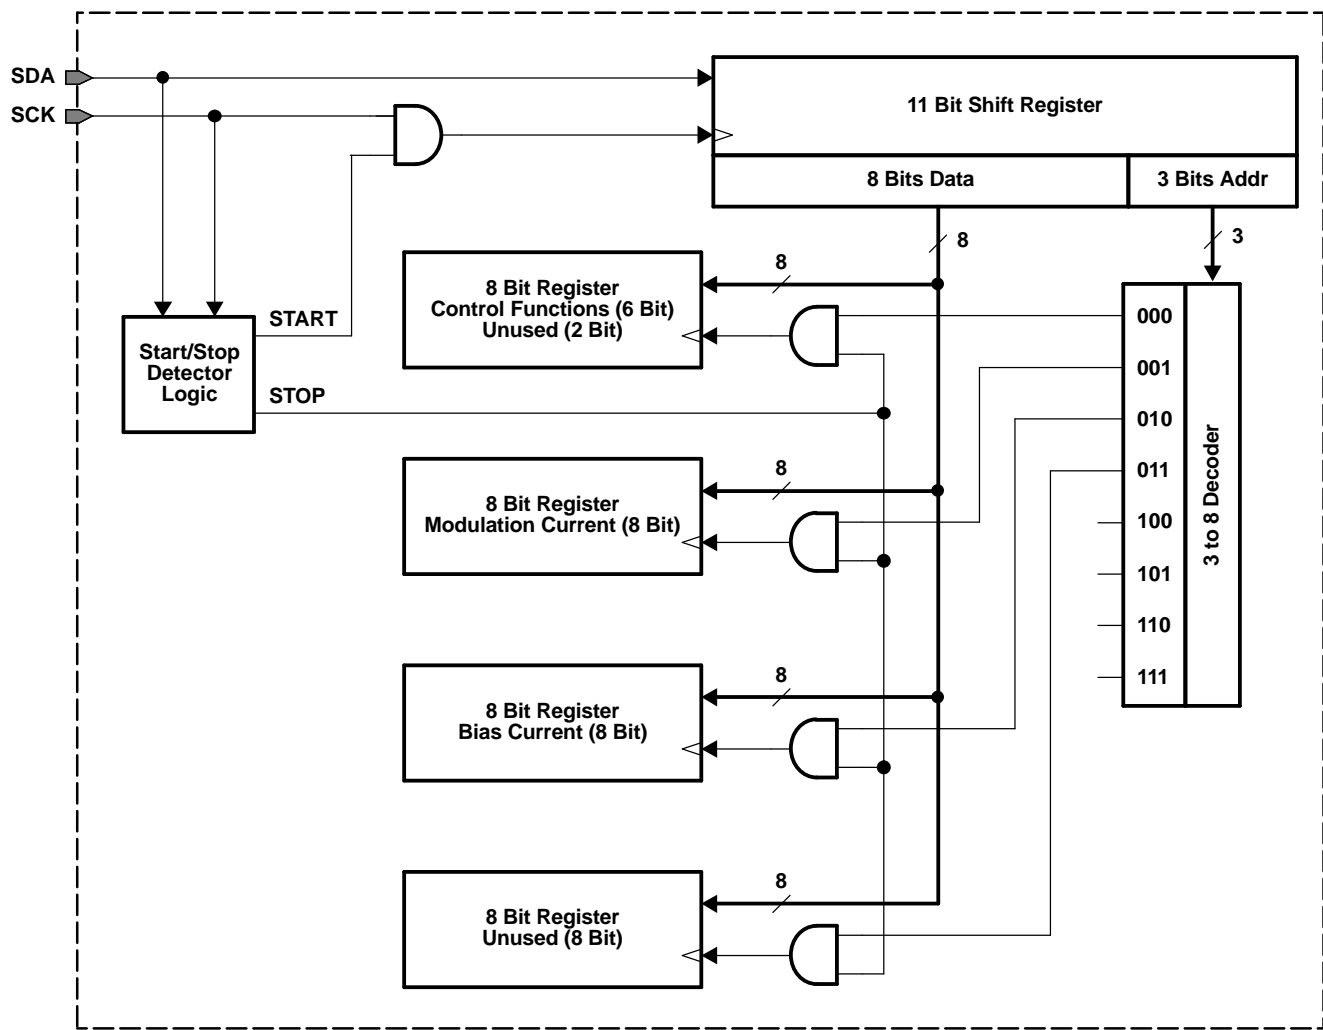 SDA
SCK
11 Bit Shift Register
8 Bits Data
3 Bits Addr
8
3
8
8 Bit Register
Control Functions (6 Bit)
Unused (2 Bit)
000
START
Start/Stop
Detector
Logic
001
STOP
010
3 to 8 Decoder
8
011
8 Bit Register
Modulation Current (8 Bit)
100
101
110
8
111
8 Bit Register
Bias Current (8 Bit)
8
8 Bit Register
Unused (8 Bit)